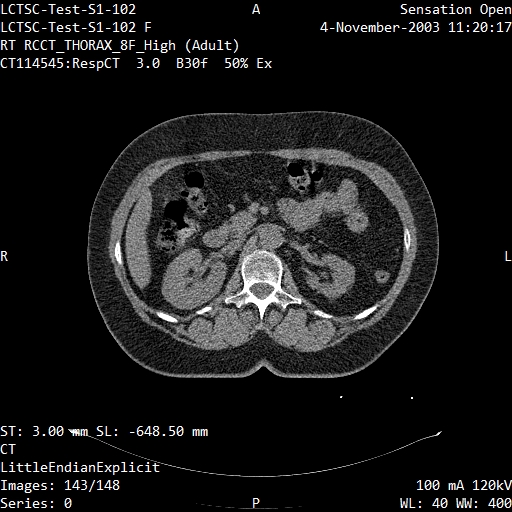 LCTSC-Test-S1-102
A
Sensation Open
LCTSC-Test-S1-102 F
4-November-2003 11:20:17
RT RCCT_THORAX_8F_High (Adult)
CT114545:RespCT 3.0 B30f 50% Ex
R
L
ST: 3.00 mm SL: -648.50 mm
CT
LittleEndianExplicit
Images: 143/148
100 mA 120kV
Series: 0
P
WL: 40 WW: 400